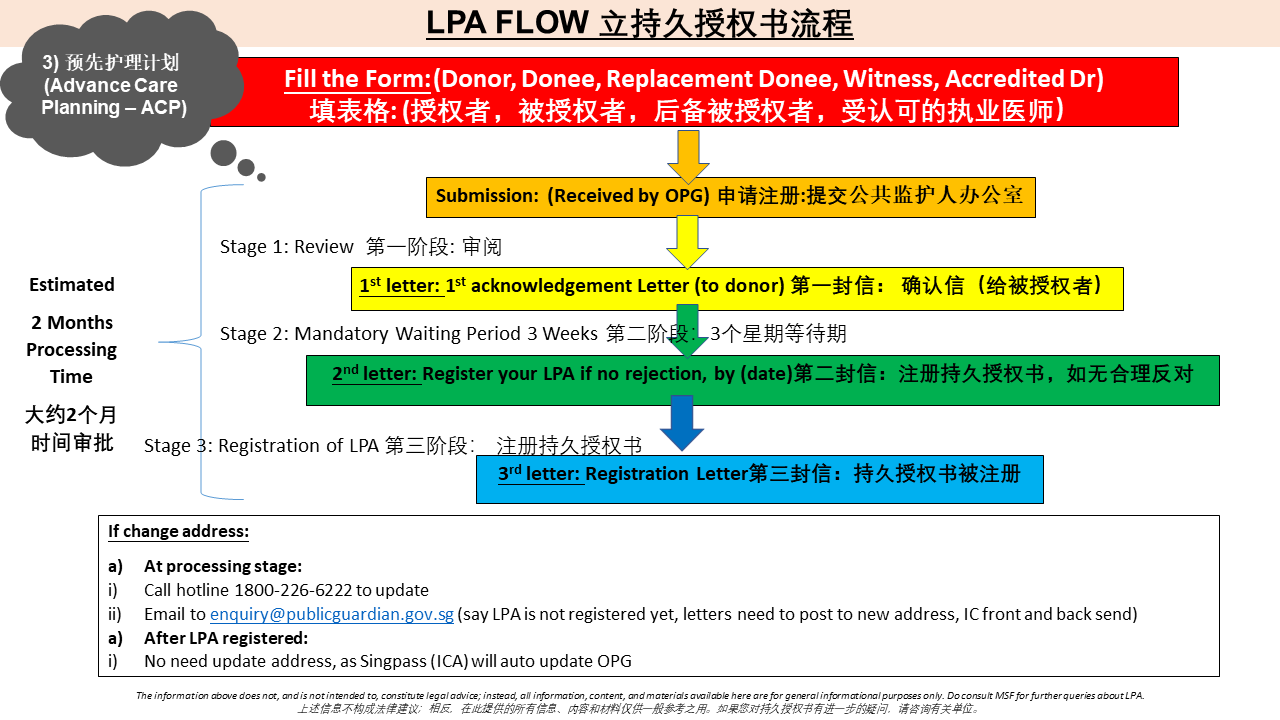 LPA FLOW 立持久授权书流程
3) 预先护理计划
(Advance Care
Planning – ACP)
Fill the Form: (Donor, Donee, Replacement Donee, Witness, Accredited Dr)
填表格: (授权者，被授权者，后备被授权者，受认可的执业医师）
Submission: (Received by OPG) 申请注册:提交公共监护人办公室
Stage 1: Review 第一阶段: 审阅
1st letter: 1st acknowledgement Letter (to donor) 第一封信： 确认信（给被授权者）
Stage 2: Mandatory Waiting Period 3 Weeks 第二阶段：3个星期等待期
2nd letter: Register your LPA if no rejection, by (date)第二封信：注册持久授权书，如无合理反对
Stage 3: Registration of LPA 第三阶段： 注册持久授权书
3rd letter: Registration Letter第三封信：持久授权书被注册
Estimated
2 Months
Processing
Time
大约2个月
时间审批
If change address:
a) At processing stage:
i) Call hotline 1800-226-6222 to update
ii) Email to enquiry@publicguardian.gov.sg (say LPA is not registered yet, letters need to post to new address, IC front and back send)
a) After LPA registered:
i) No need update address, as Singpass (ICA) will auto update OPG
The information above does not, and is not intended to, constitute legal advice; instead, all information, content, and materials available here are for general informational purposes only. Do consult MSF for further queries about LPA.
上述信息不构成法律建议；相反，在此提供的所有信息、内容和材料仅供一般参考之用。如果您对持久授权书有进一步的疑问，请咨询有关单位。